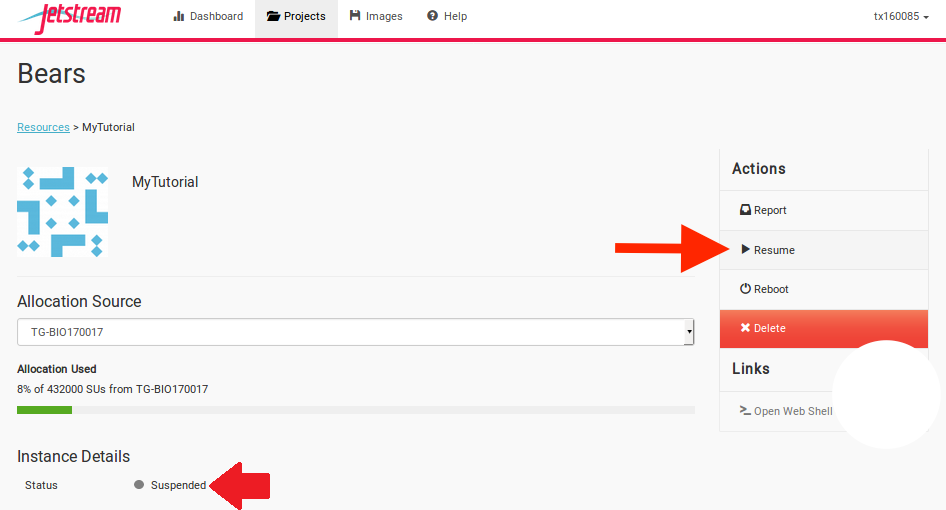 Jetstream
Dashboard Projects Images Help tx160085
Bears
Resources > MyTutorial
MyTutorial
Actions
Report
Resume
Reboot
Delete
Links
Open Web Shell
Allocation Source
TG-BIO170017
Allocation Used
8% of 432000 SUs from TG-BIO170017
Instance Details
Status Suspended